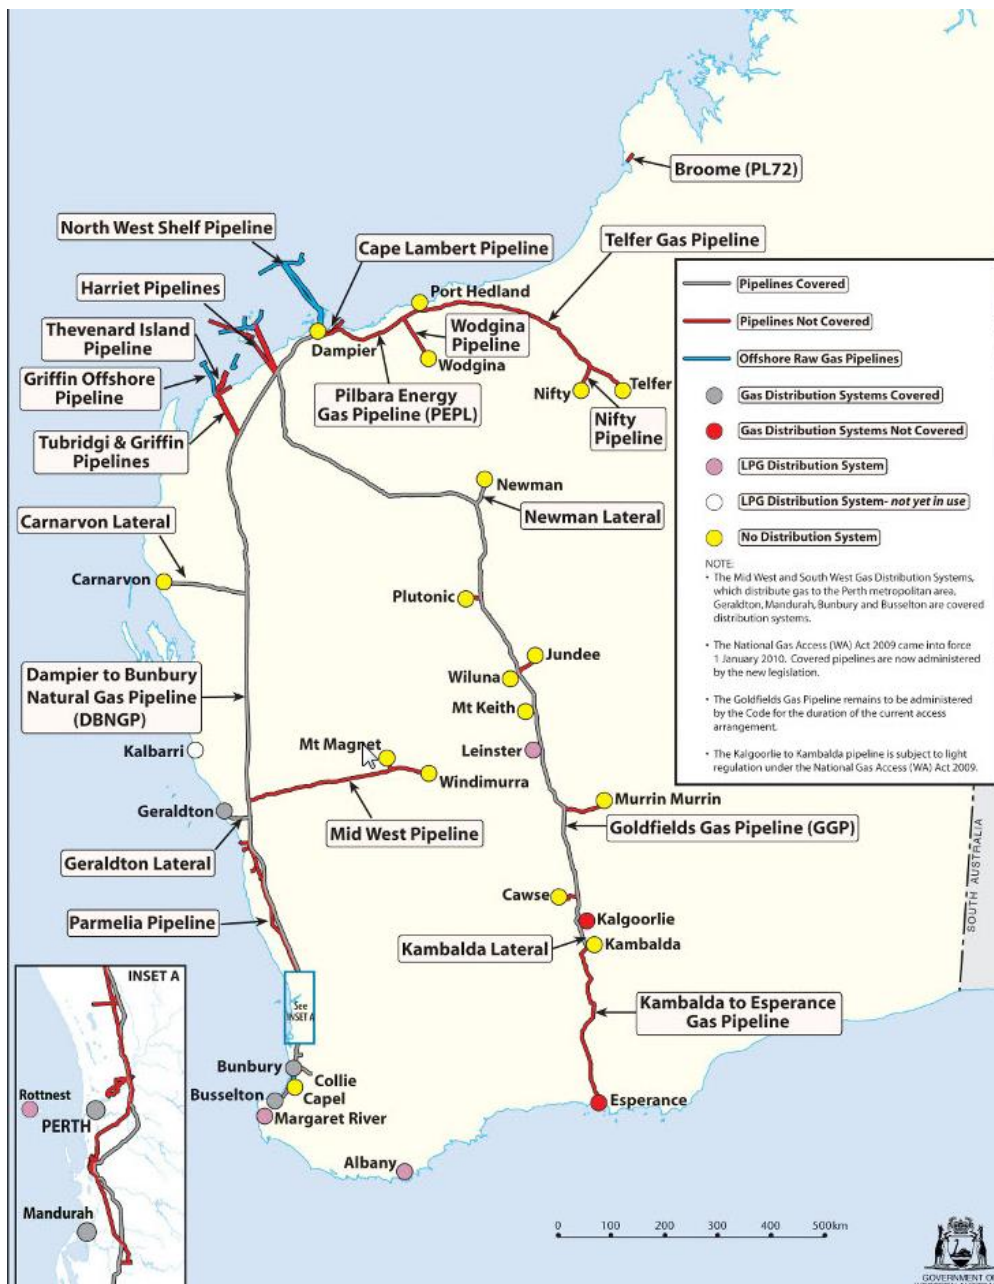 Broome (PL72)
North West Shelf Pipeline
Cape Lambert Pipeline
Telfer Gas Pipeline
Harriet Pipelines
Port Hedland
Thevenard Island
Pipeline
Wodgina
Pipeline
Dampier
Wodgina
Griffin Offshore
Pipeline
Pilbara Energy
Gas Pipeline (PEPL)
Nifty
Telfer
Nifty
Pipeline
Tubridgi & Griffin
Pipelines
Newman
Newman Lateral
Carnarvon Lateral
Carnarvon
Plutonic
Jundee
Wiluna
Dampier to Bunbury
Natural Gas Pipeline
(DBNGP)
Mt Keith
Kalbarri
Mt Magnet
Leinster
Windimurra
Geraldton
Murrin Murrin
Mid West Pipeline
Goldfields Gas Pipeline (GGP)
Geraldton Lateral
Cawse
Parmelia Pipeline
Kalgoorlie
Kambalda Lateral
Kambalda
Kambalda to Esperance
Gas Pipeline
See
INSET A
Bunbury
Collie
Capel
Busselton
Margaret River
Esperance
Albany
Pipelines Covered
Pipelines Not Covered
Offshore Raw Gas Pipelines
Gas Distribution Systems Covered
Gas Distribution Systems Not Covered
LPG Distribution System
LPG Distribution System- not yet in use
No Distribution System
NOTE:
• The Mid West and South West Gas Distribution Systems,
which distribute gas to the Perth metropolitan area,
Geraldton, Mandurah, Bunbury and Busselton are covered
distribution systems.
• The National Gas Access (WA) Act 2009 came into force
1 January 2010. Covered pipelines are now administered
by the new legislation.
• The Goldfields Gas Pipeline remains to be administered
by the Code for the duration of the current access
arrangement.
• The Kalgoorlie to Kambalda pipeline is subject to light
regulation under the National Gas Access (WA) Act 2009.
SOUTH AUSTRALIA
INSET A
Rottnest
PERTH
Mandurah
0 100 200 300 400 500km
GOVERNMENT OF